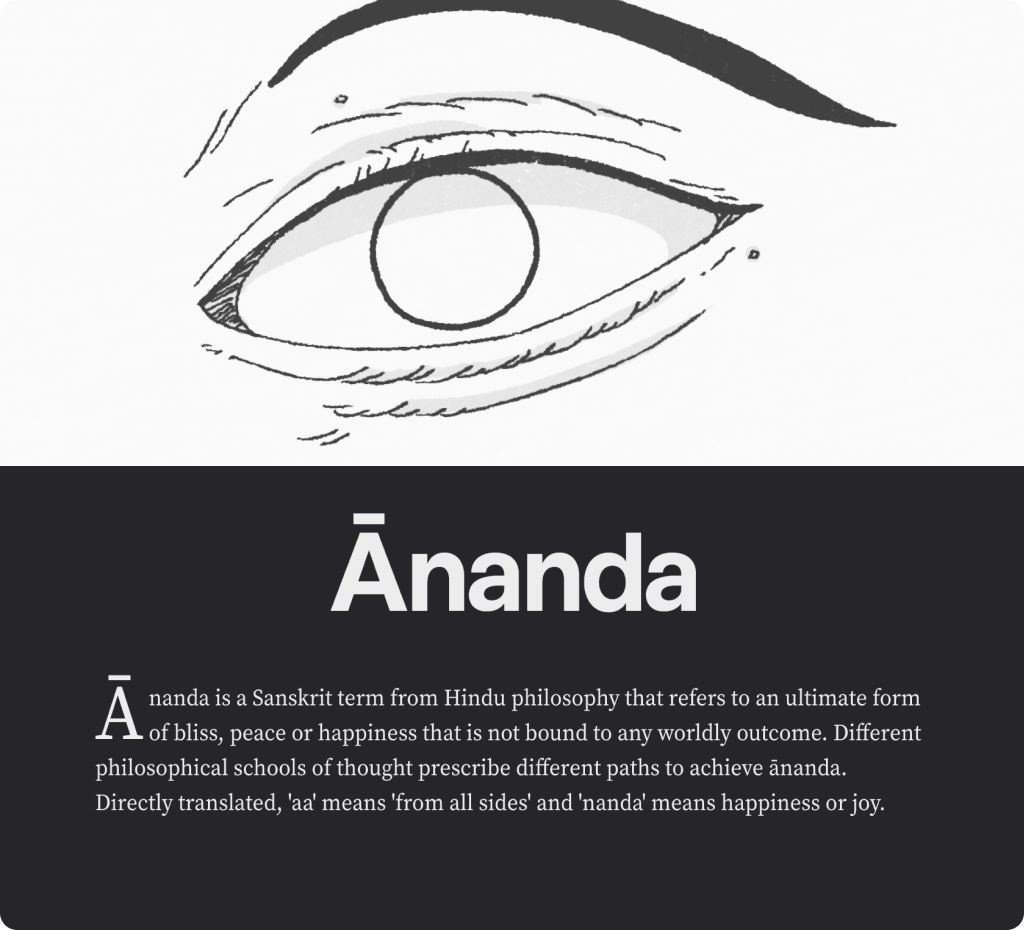 Ānanda
Ānanda is a Sanskrit term from Hindu philosophy that refers to an ultimate form
of bliss, peace or happiness that is not bound to any worldly outcome. Different
philosophical schools of thought prescribe different paths to achieve ānanda.
Directly translated, 'aa' means 'from all sides' and 'nanda' means happiness or joy.